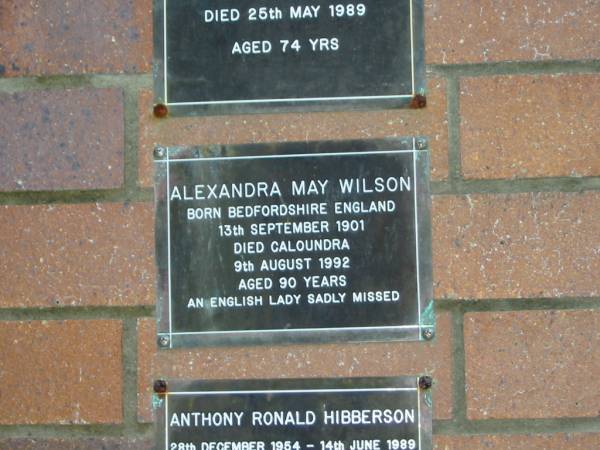 DIED 25th MAY 1989
AGED 74 YRS
ALEXANDRA MAY WILSON
BORN BEDFORDSHIRE ENGLAND
13th SEPTEMBER 1901
DIED CALOUNDRA
9th AUGUST 1992
AGED 90 YEARS
AN ENGLISH LADY SADLY MISSED
ANTHONY RONALD HIBBERSON
28th DECEMBER 1954 – 14th JUNE 1989